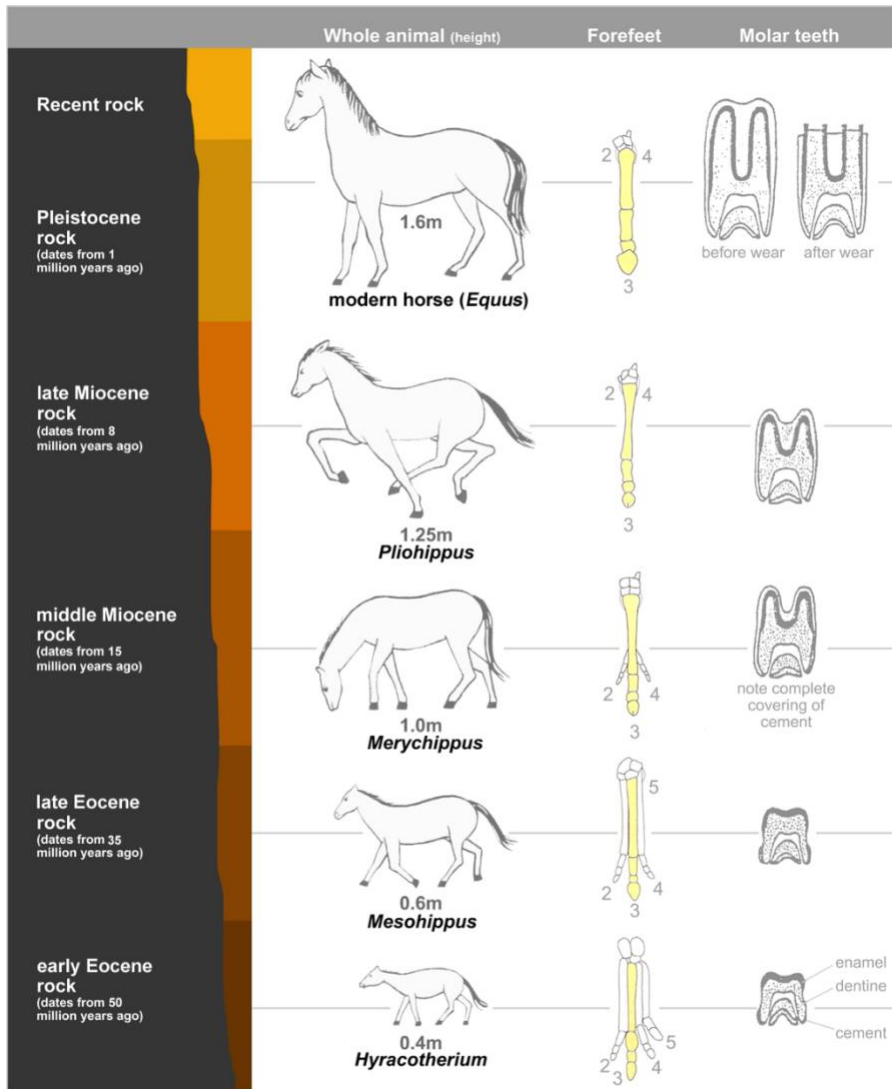 Whole animal (height) Forefeet Molar teeth
Recent rock
2 4
1.6m
before wear after wear
3
modern horse (Equus)
Pleistocene
rock
(dates from 1
million years ago)
late Miocene
rock
(dates from 8
million years ago)
2 4
3
1.25m
Pliohippus
middle Miocene
rock
(dates from 15
million years ago)
2 4
3
note complete
covering of
cement
1.0m
Merychippus
late Eocene
rock
(dates from 35
million years ago)
5
2 4
3
0.6m
Mesohippus
early Eocene
rock
(dates from 50
million years ago)
enamel
dentine
cement
5
2 4
3
0.4m
Hyracotherium